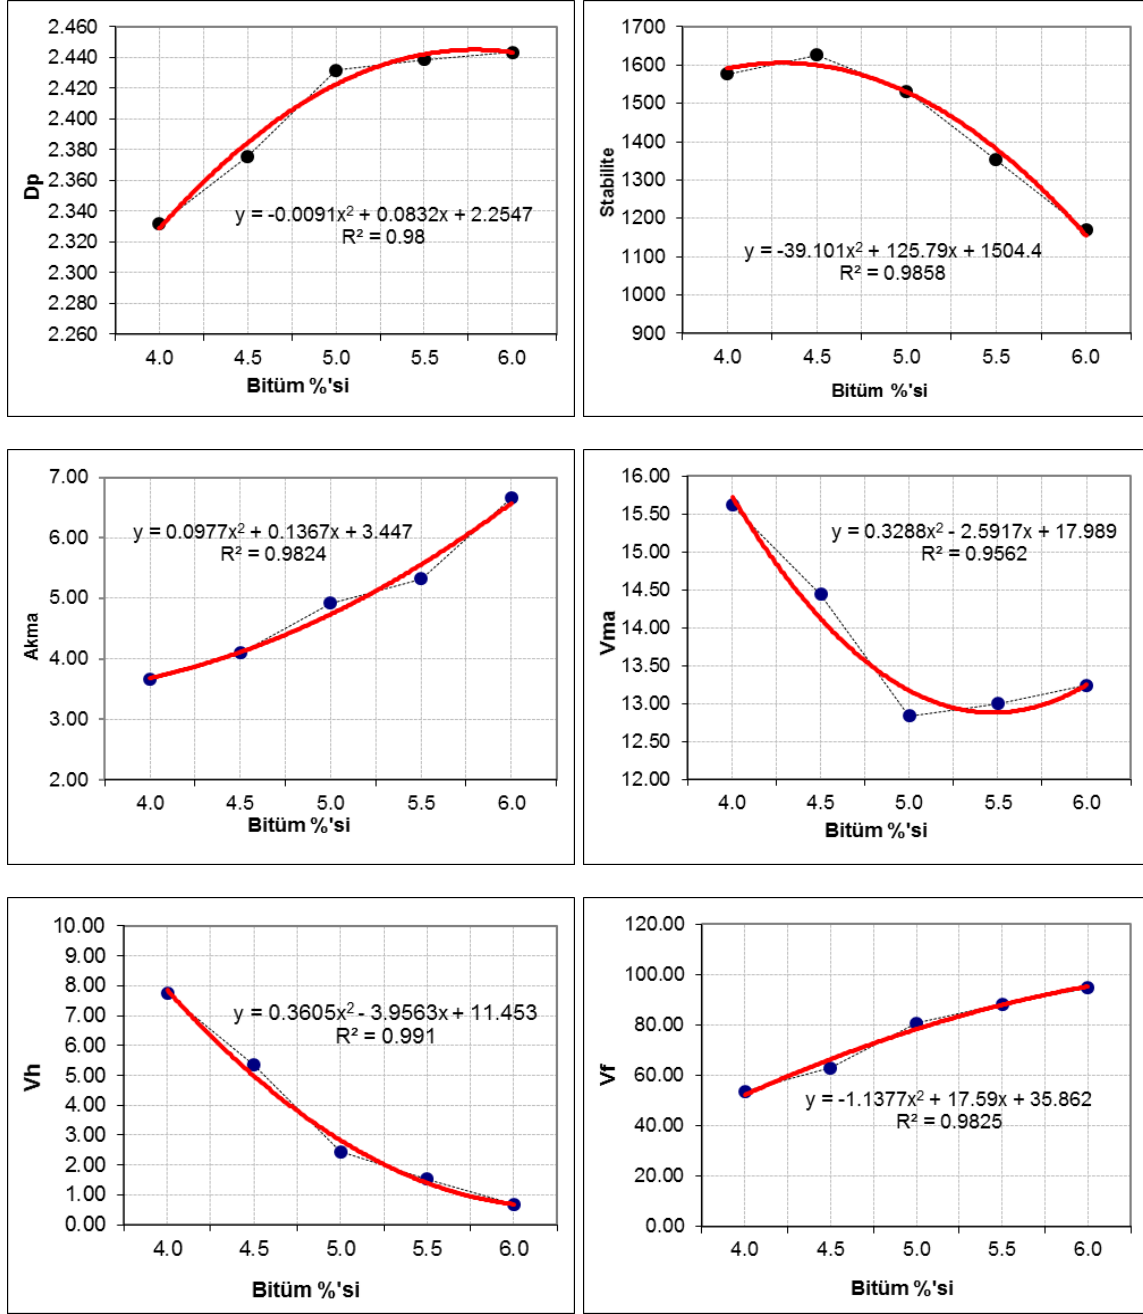 2.460
2.440
2.420
2.400
2.380
2.360
2.340
2.320
2.300
2.280
2.260
Dp
y = -0.0091x² + 0.0832x + 2.2547
R² = 0.98
4.0 4.5 5.0 5.5 6.0
Bitüm %'si
1700
1600
1500
1400
1300
1200
1100
1000
900
Stabilite
y = -39.101x² + 125.79x + 1504.4
R² = 0.9858
4.0 4.5 5.0 5.5 6.0
Bitüm %'si
7.00
6.00
5.00
4.00
3.00
2.00
Akma
y = 0.0977x² + 0.1367x + 3.447
R² = 0.9824
4.0 4.5 5.0 5.5 6.0
Bitüm %'si
16.00
15.50
15.00
14.50
14.00
13.50
13.00
12.50
12.00
Vma
y = 0.3288x² - 2.5917x + 17.989
R² = 0.9562
4.0 4.5 5.0 5.5 6.0
Bitüm %'si
10.00
9.00
8.00
7.00
6.00
5.00
4.00
3.00
2.00
1.00
0.00
Vh
y = 0.3605x² - 3.9563x + 11.453
R² = 0.991
4.0 4.5 5.0 5.5 6.0
Bitüm %'si
120.00
100.00
80.00
60.00
40.00
20.00
0.00
Vf
y = -1.1377x² + 17.59x + 35.862
R² = 0.9825
4.0 4.5 5.0 5.5 6.0
Bitüm %'si